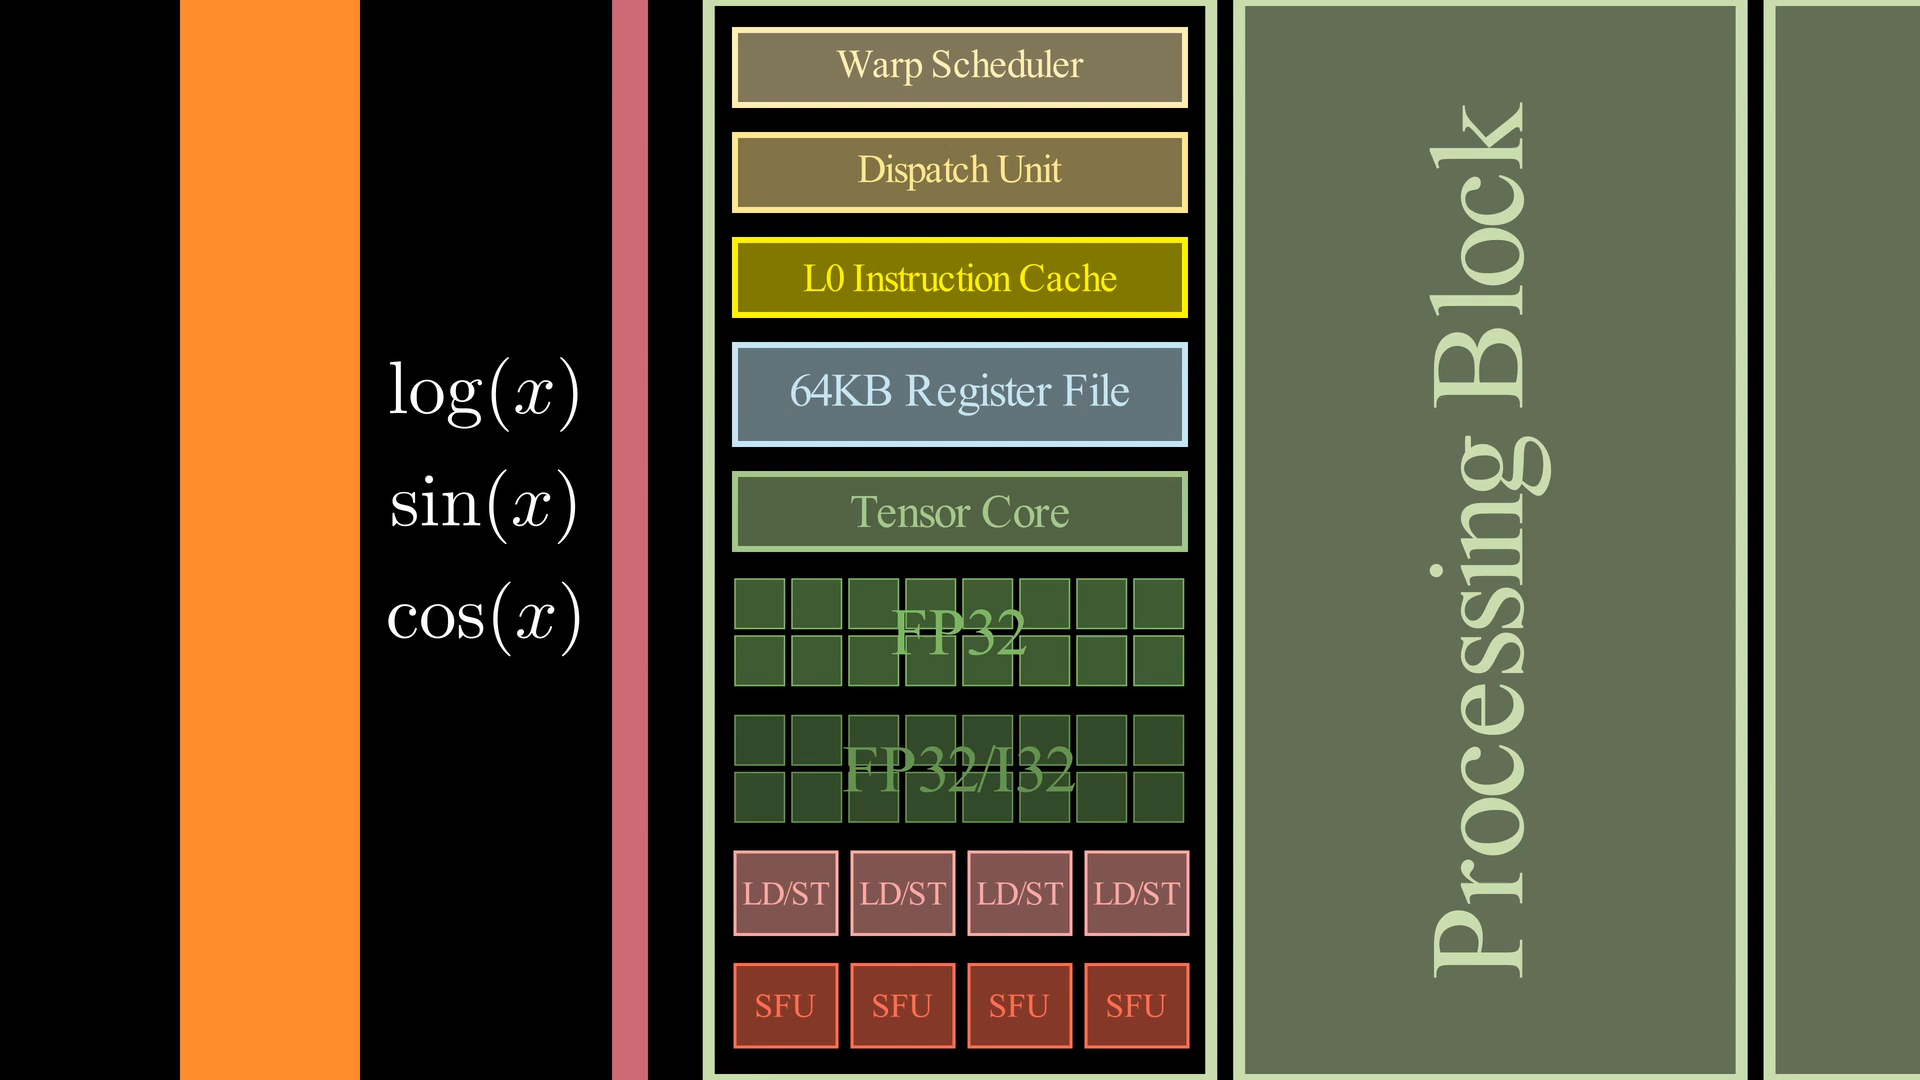 log(x)
sin(x)
cos(x)
Warp Scheduler
Dispatch Unit
L0 Instruction Cache
64KB Register File
Tensor Core
FP32
FP32/I32
LD/ST LD/ST LD/ST LD/ST
SFU SFU SFU SFU
Processing Block